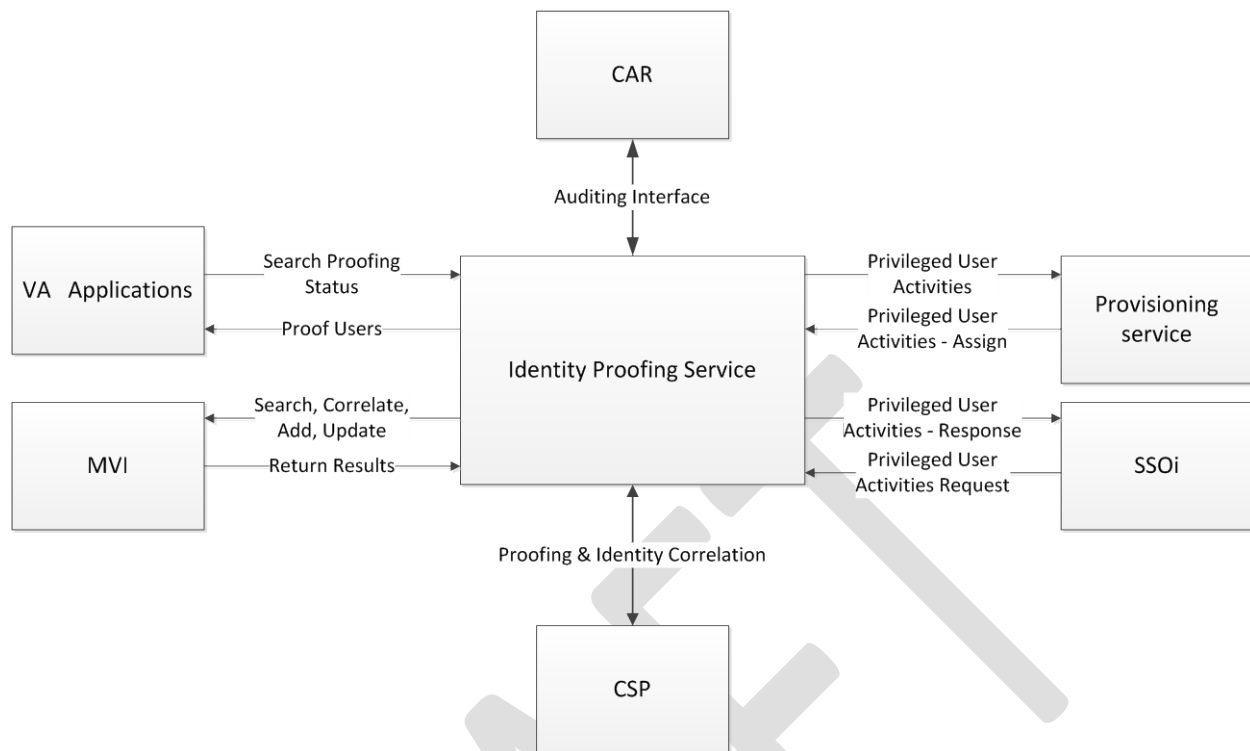 CAR
Auditing Interface
VA Applications
Search Proofing
Status
Proof Users
Identity Proofing Service
Privileged User
Activities
Privileged User
Activities - Assign
Provisioning
service
MVI
Search, Correlate,
Add, Update
Return Results
Privileged User
Activities - Response
Privileged User
Activities Request
SSOi
Proofing & Identity Correlation
CSP